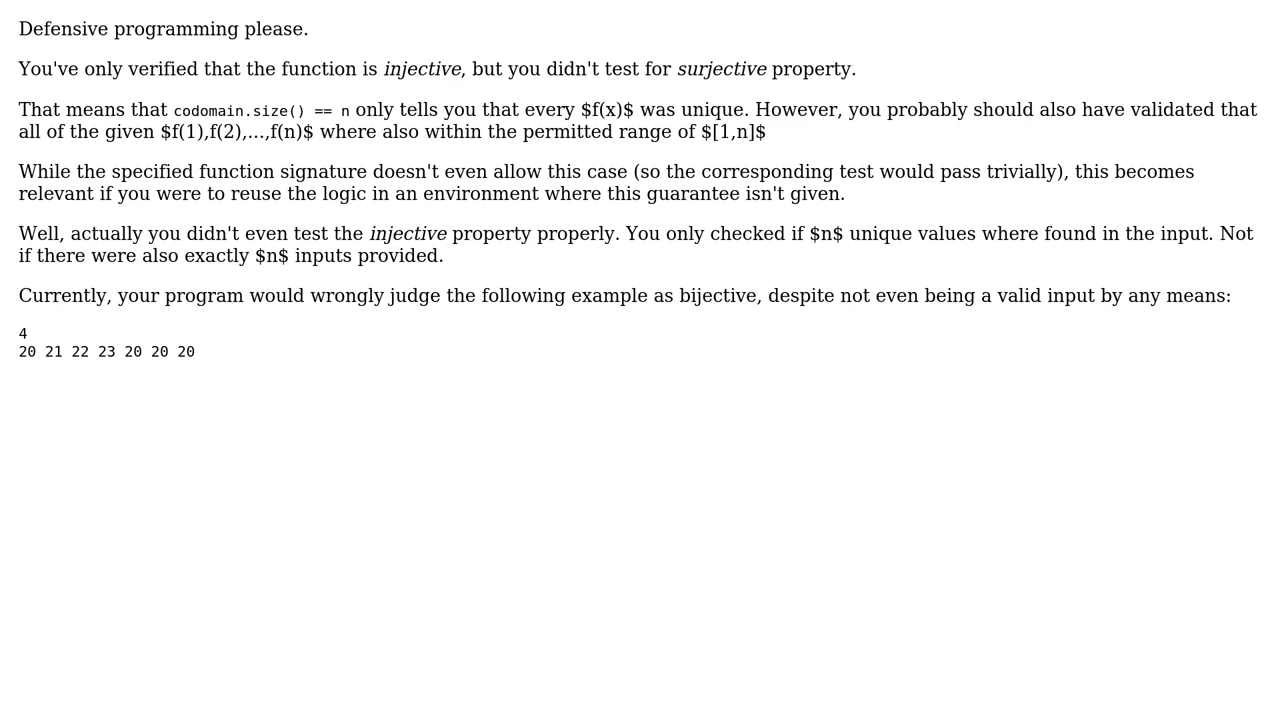 Defensive programming please.
You've only verified that the function is injective, but you didn't test for surjective property.
That means that codomain.size() == n only tells you that every $f(x)$ was unique. However, you probably should also have validated that
all of the given $f(1),f(2),...,f(n)$ where also within the permitted range of $[1,n]$
While the specified function signature doesn't even allow this case (so the corresponding test would pass trivially), this becomes
relevant if you were to reuse the logic in an environment where this guarantee isn't given.
Well, actually you didn't even test the injective property properly. You only checked if $n$ unique values where found in the input. Not
if there were also exactly $n$ inputs provided.
Currently, your program would wrongly judge the following example as bijective, despite not even being a valid input by any means:
4
20 21 22 23 20 20 20